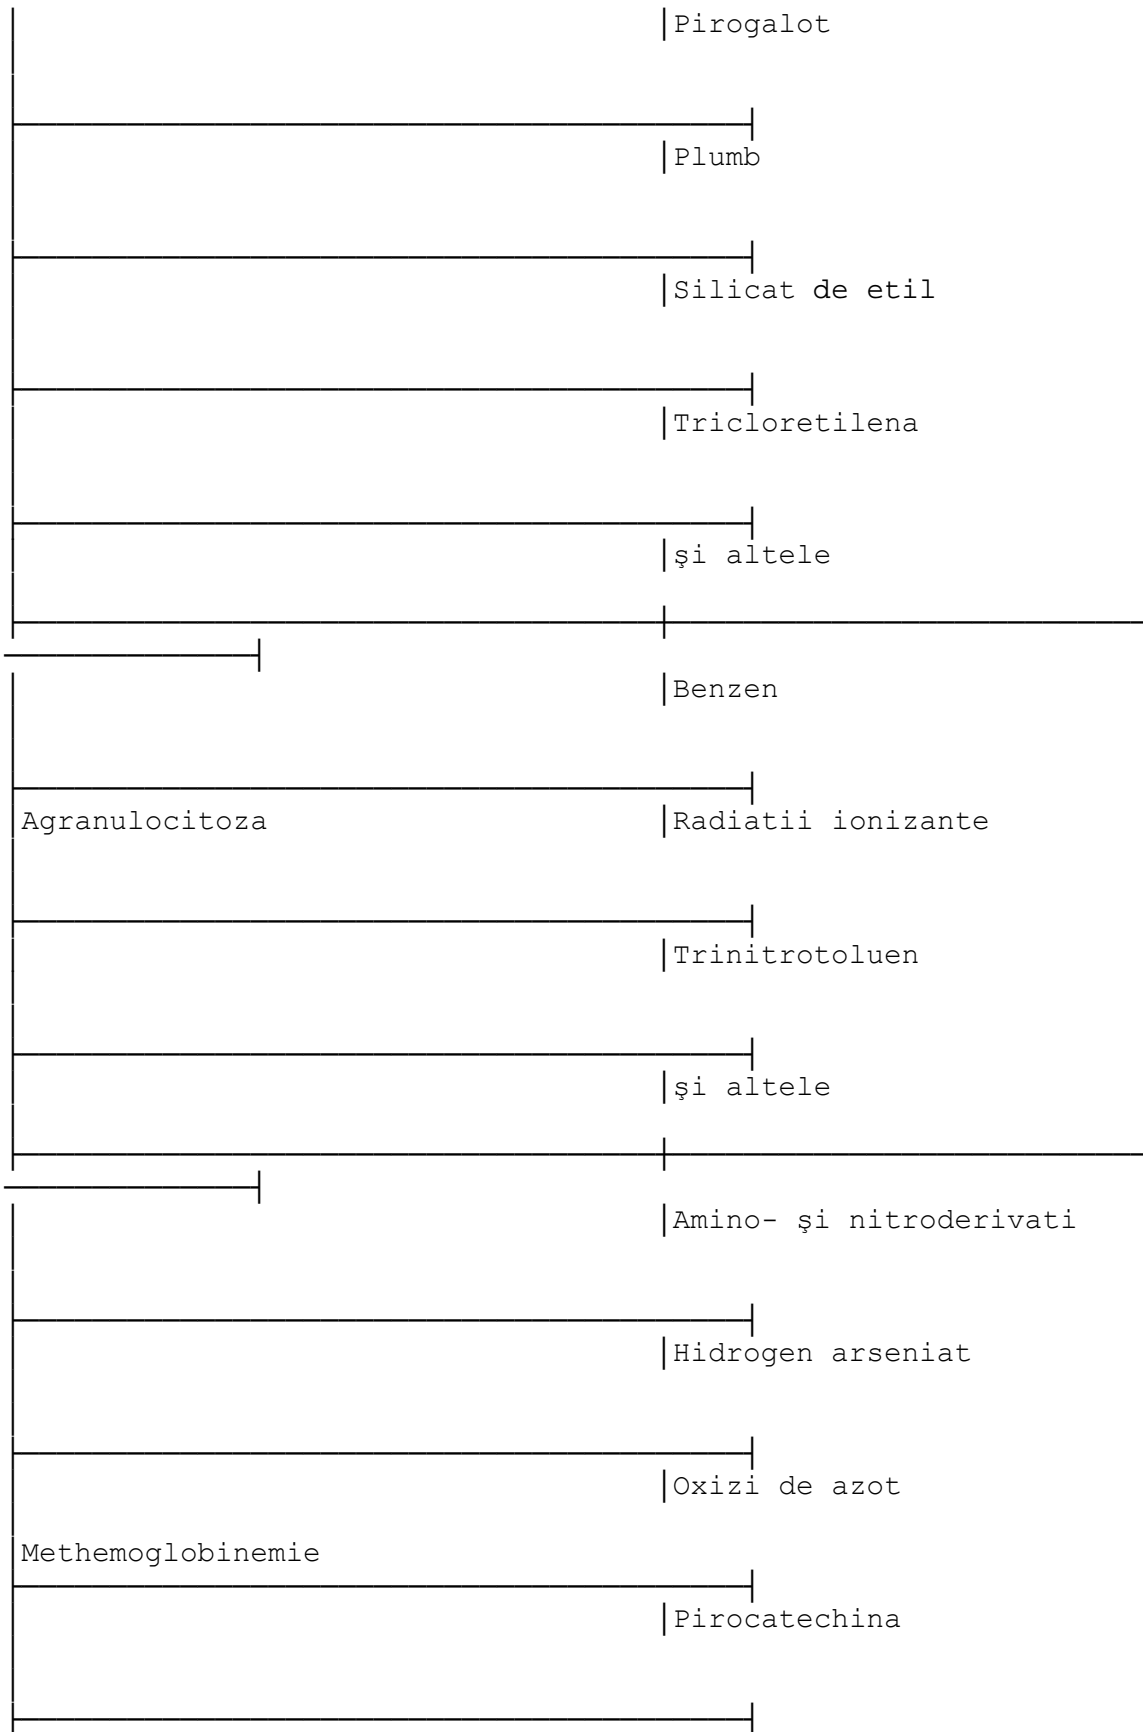 Pirogalot
Plumb
Silicat de etil
Tricloretilena
şi altele
Benzen
Agranulocitoza Radiatii ionizante
Trinitrotoluen
şi altele
Amino- şi nitroderivati
Hidrogen arseniat
Oxizi de azot
Methemoglobinemie
Pirocatechina